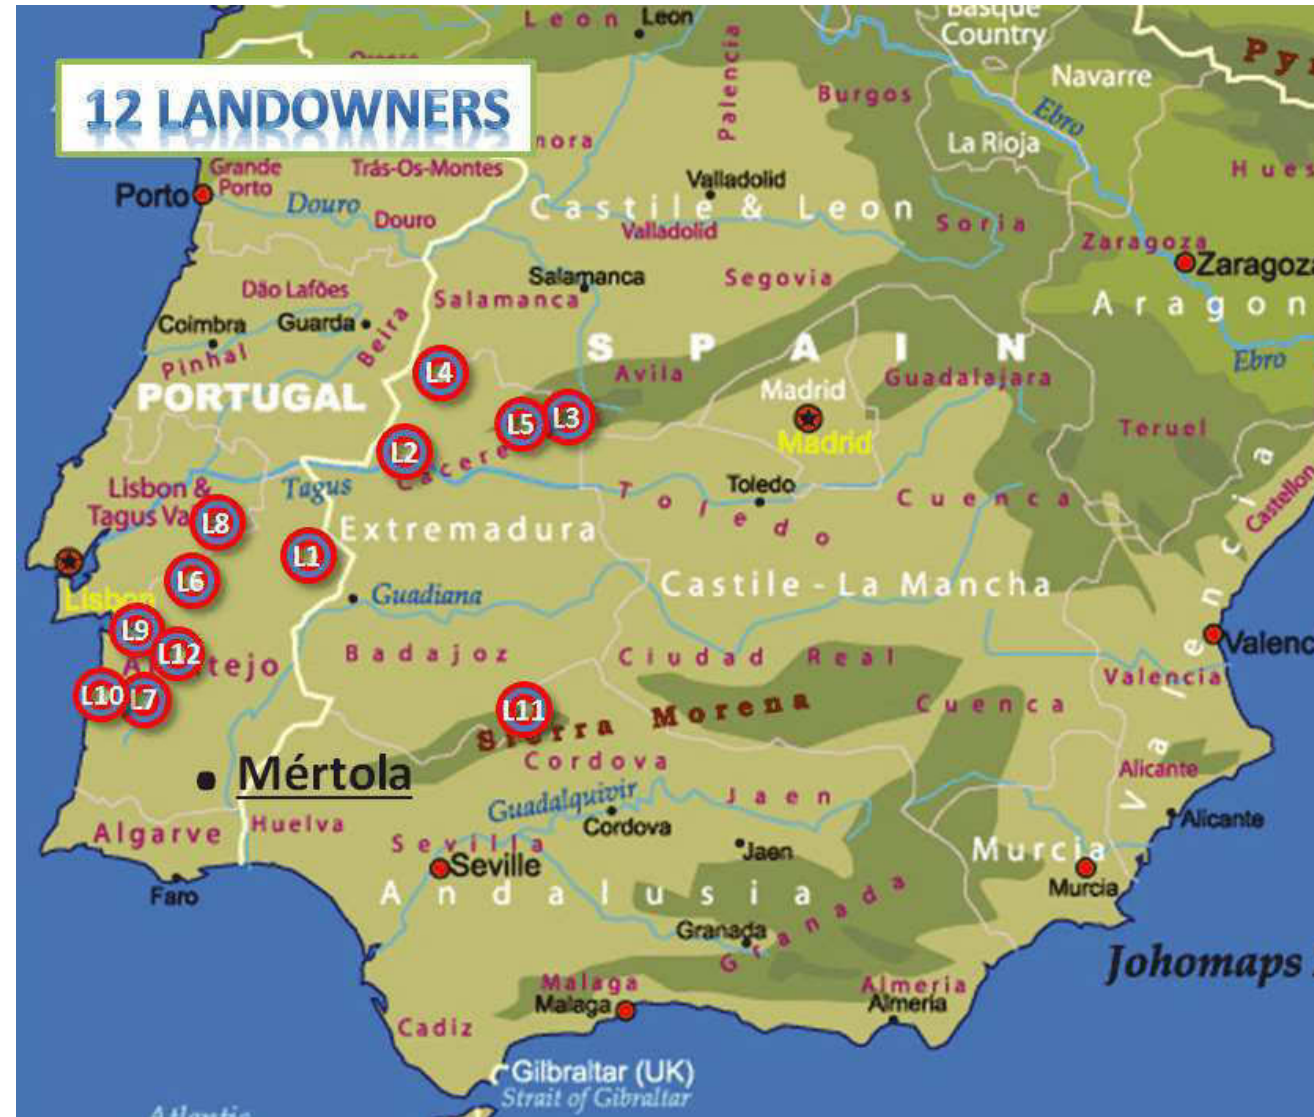 Leon
Leon
Basque
Country
Palencia
Navarre
Burgos
Ebro
12 LANDOWNERS
La Rioja
Grande
Porto
Trás-Os-Montes
Porto
Douro
Douro
Valladolid
Castile & Leon
Valladolid
Soria
Zaragoza
Zaragoza
Salamanca
Salamanca
Segovia
Dão Lafões
Aragon
Coimbra
Guarda
Beira
Pinhal
SPAIN
Ebro
L4
Avila
Madrid
Guadalajara
PORTUGAL
L5
L3
Madrid
Teruel
L2
Caceres
Lisbon &
Tagus
Tagus
Toledo
Toledo
Cuenca
Castellon
L8
Extremadura
L1
L6
Guadiana
Castile - La Mancha
Valencia
Lisbon
L9
L12
Badajoz
Ciudad Real
Valencia
L10
L7
L11
Sierra Morena
Cuenca
Mértola
Cordova
Alicante
Guadalquivir
Jaen
Algarve
Huelva
Cordova
Alicante
Sevilla
Seville
Jaen
Murcia
Murcia
Faro
Andalusia
Granada
Granada
Johomaps
Malaga
Malaga
Almeria
Almeria
Cadiz
Gilbraltar (UK)
Strait of Gibraltar